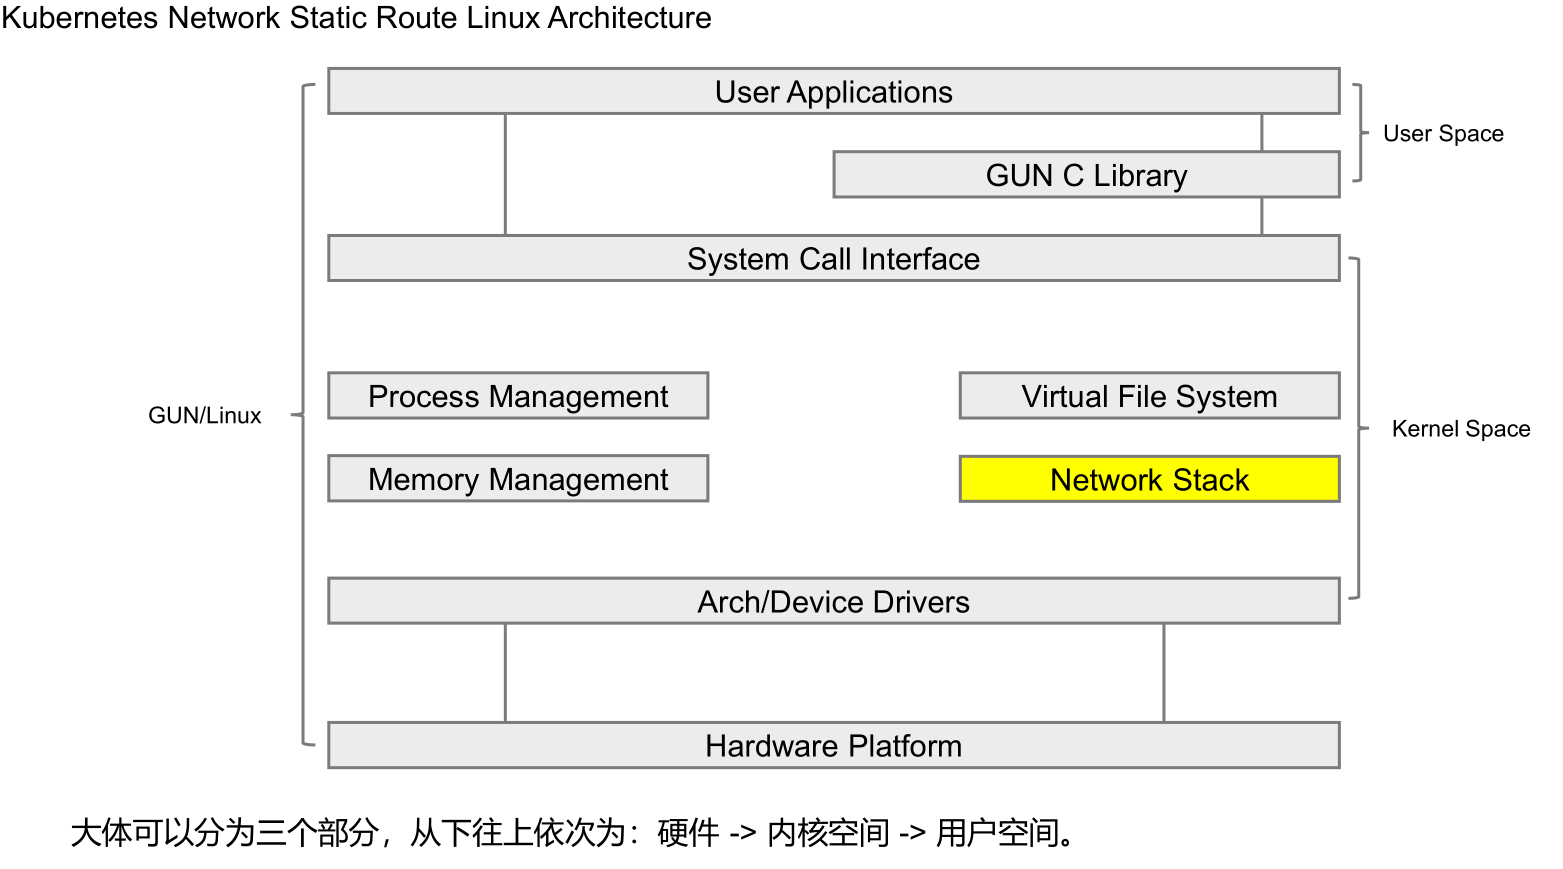 Kubernetes Network Static Route Linux Architecture
User Applications
User Space
GUN C Library
System Call Interface
Process Management
Virtual File System
GUN/Linux
Kernel Space
Memory Management
Network Stack
Arch/Device Drivers
Hardware Platform
大体可以分为三个部分，从下往上依次为：硬件 -> 内核空间 -> 用户空间。